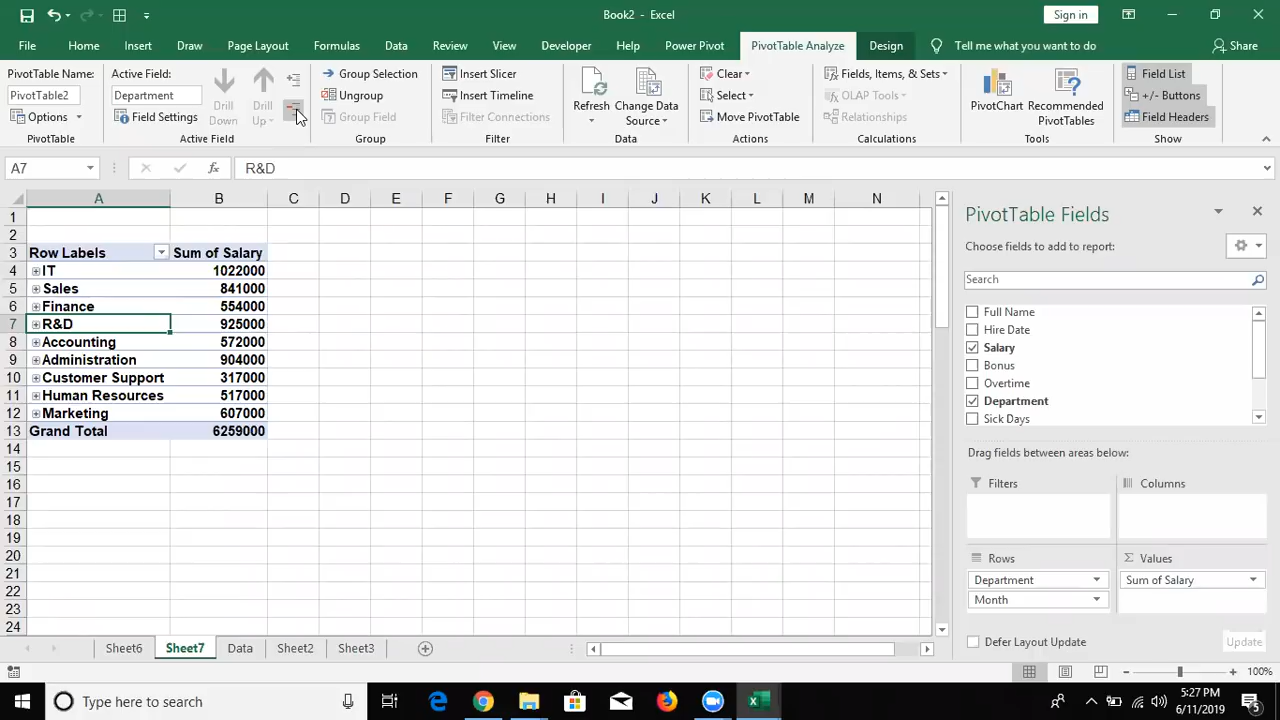 Book2 - Excel
Sign in
File Home Insert Draw Page Layout Formulas Data Review View Developer Help Power Pivot PivotTable Analyze Design Tell me what you want to do Share
PivotTable Name:
PivotTable2
Options
PivotTable
Active Field:
Department
Field Settings
Drill Down
Drill Up
Active Field
Group Selection
Ungroup
Group Field
Group
Insert Slicer
Insert Timeline
Filter Connections
Filter
Refresh
Change Data Source
Data
Clear
Select
Move PivotTable
Actions
Fields, Items, & Sets
OLAP Tools
Relationships
Calculations
PivotChart
Recommended PivotTables
Tools
Field List
+/- Buttons
Field Headers
Show
A7 fx R&D
A B C D E F G H I J K L M N
1
2
3 Row Labels Sum of Salary
4 IT 1022000
5 Sales 841000
6 Finance 554000
7 R&D 925000
8 Accounting 572000
9 Administration 904000
10 Customer Support 317000
11 Human Resources 517000
12 Marketing 607000
13 Grand Total 6259000
14
15
16
17
18
19
20
21
22
23
24
PivotTable Fields
Choose fields to add to report:
Search
Full Name
Hire Date
Salary
Bonus
Overtime
Department
Sick Days
Drag fields between areas below:
Filters
Columns
Rows
Department
Month
Values
Sum of Salary
Defer Layout Update
Update
Sheet6 Sheet7 Data Sheet2 Sheet3
100%
Type here to search
5:27 PM
6/11/2019
5